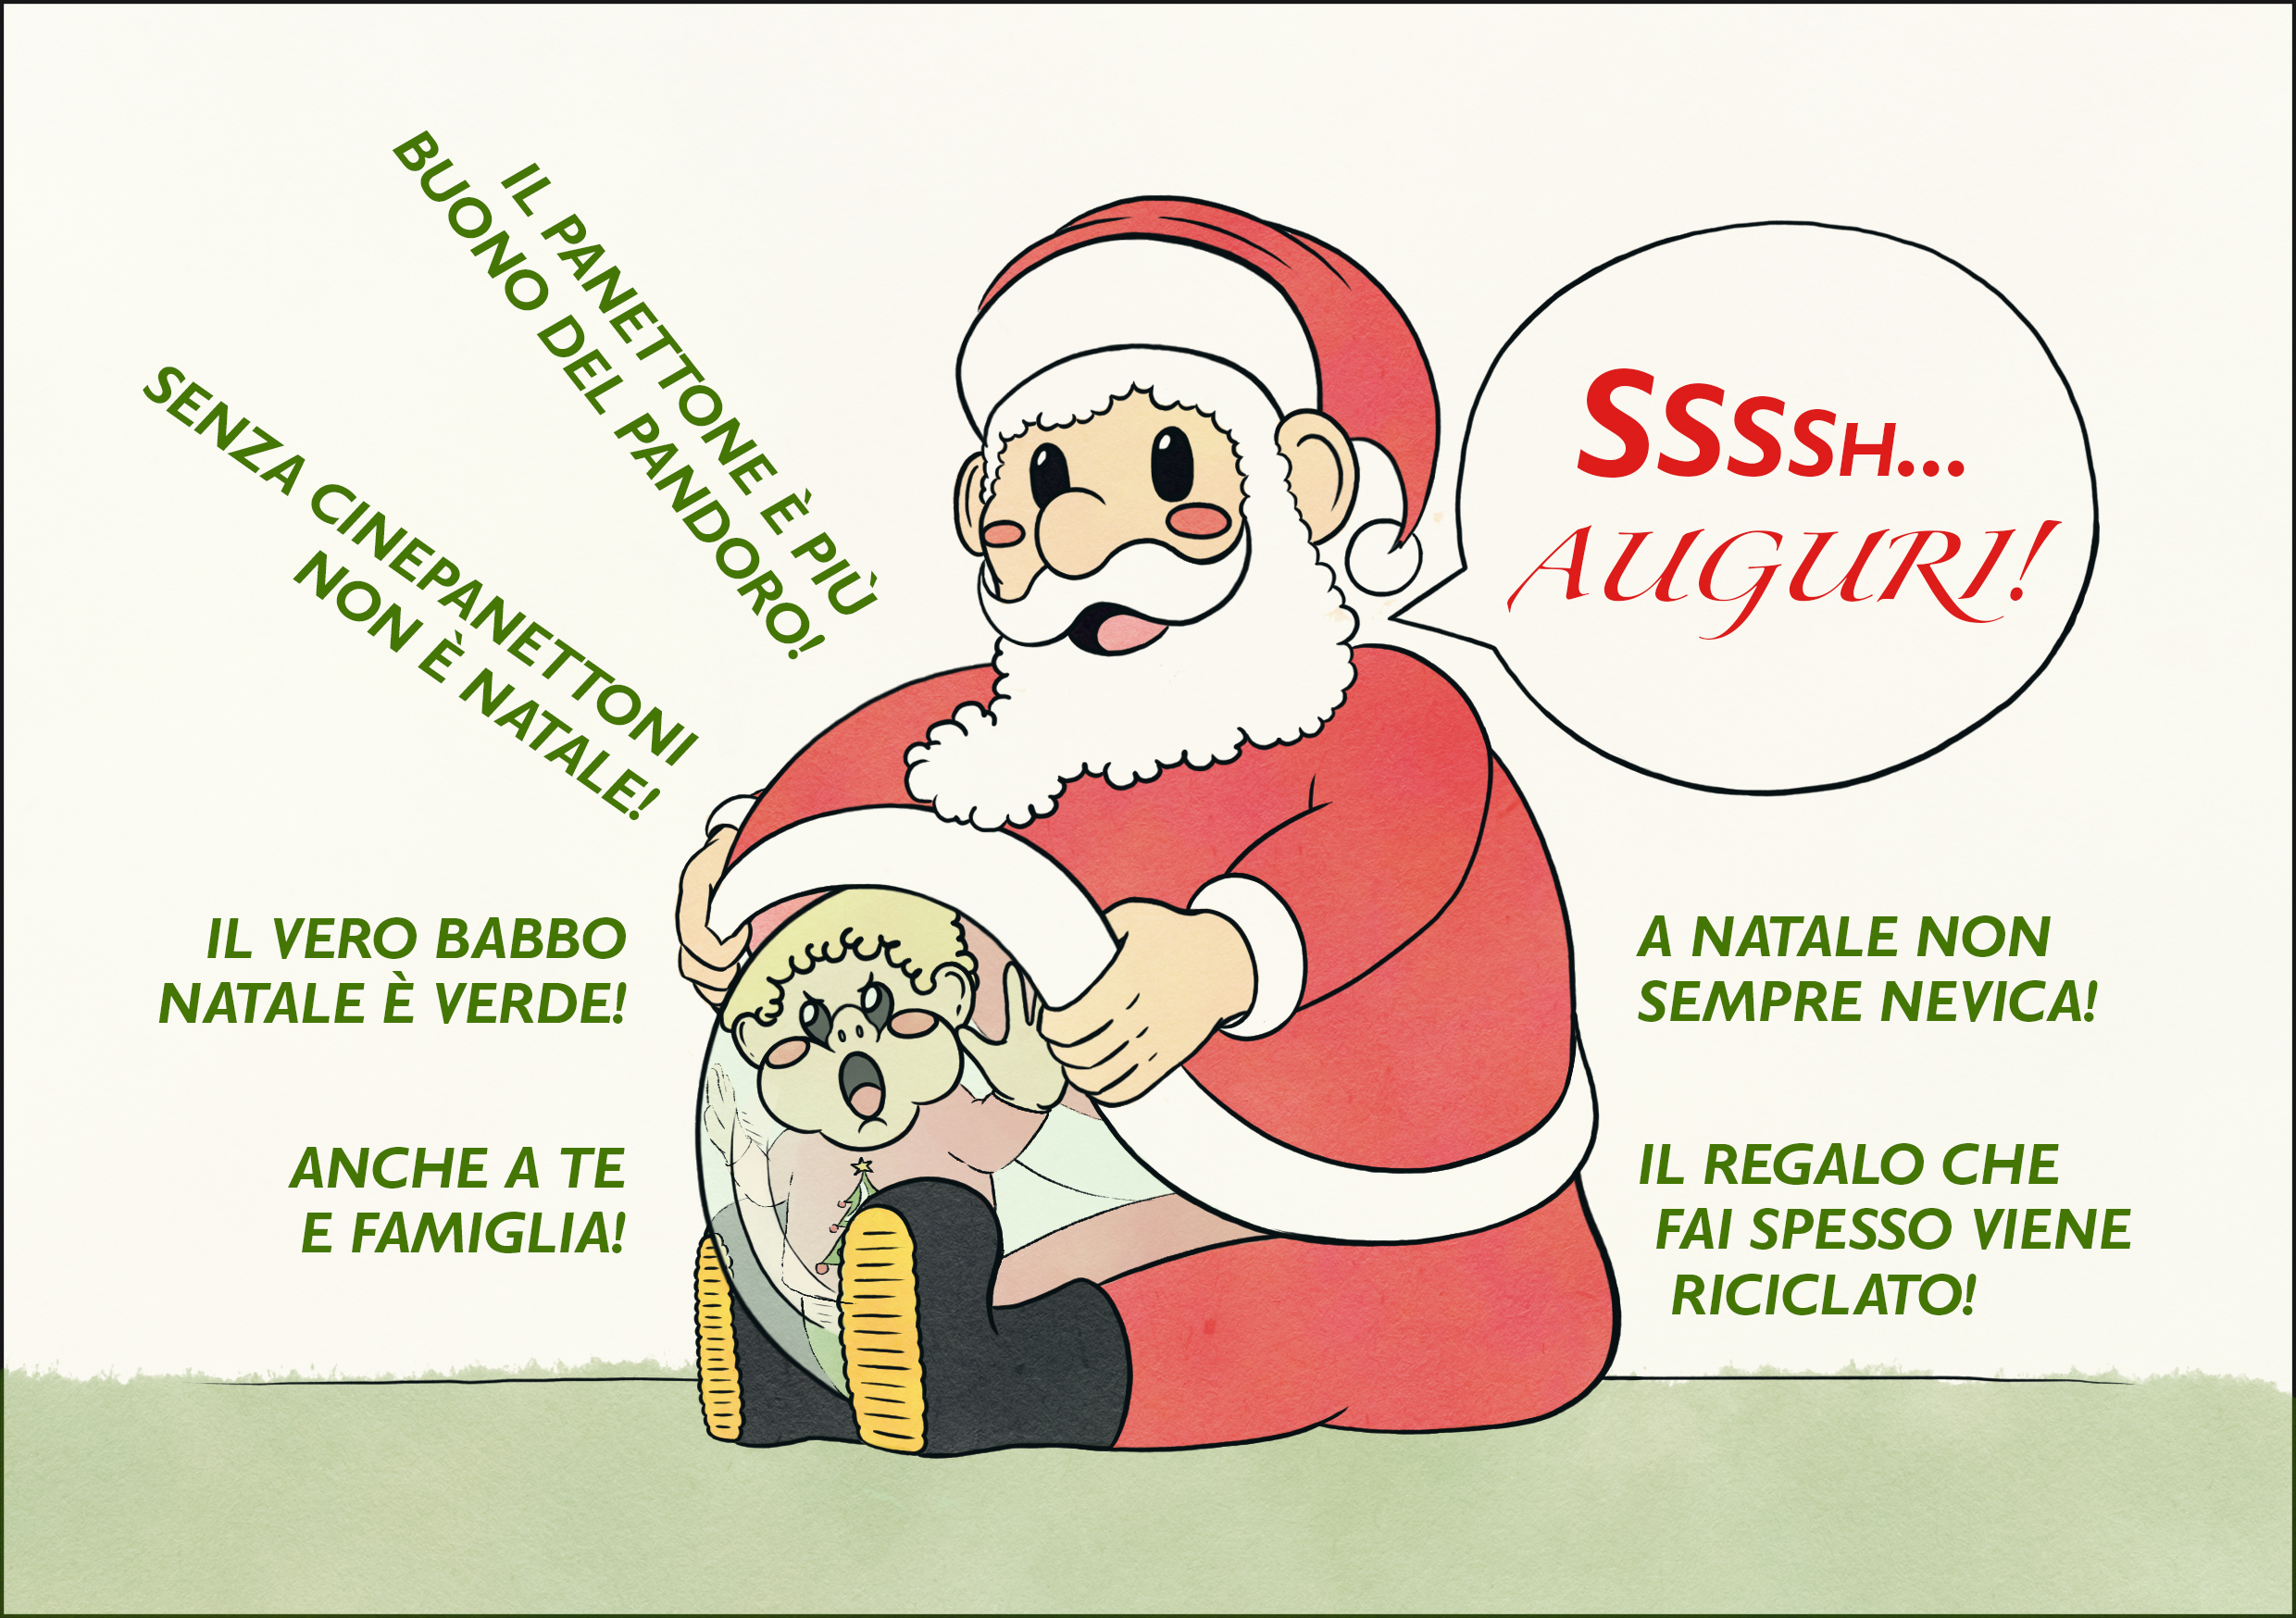 IL PANETTONE È PIÙ
BUONO DEL PANDORO!
SENZA CINEPANETTONI
NON È NATALE!
IL VERO BABBO
NATALE È VERDE!
ANCHE A TE
E FAMIGLIA!
SSSSH...
AUGURI!
A NATALE NON
SEMPRE NEVICA!
IL REGALO CHE
FAI SPESSO VIENE
RICICLATO!